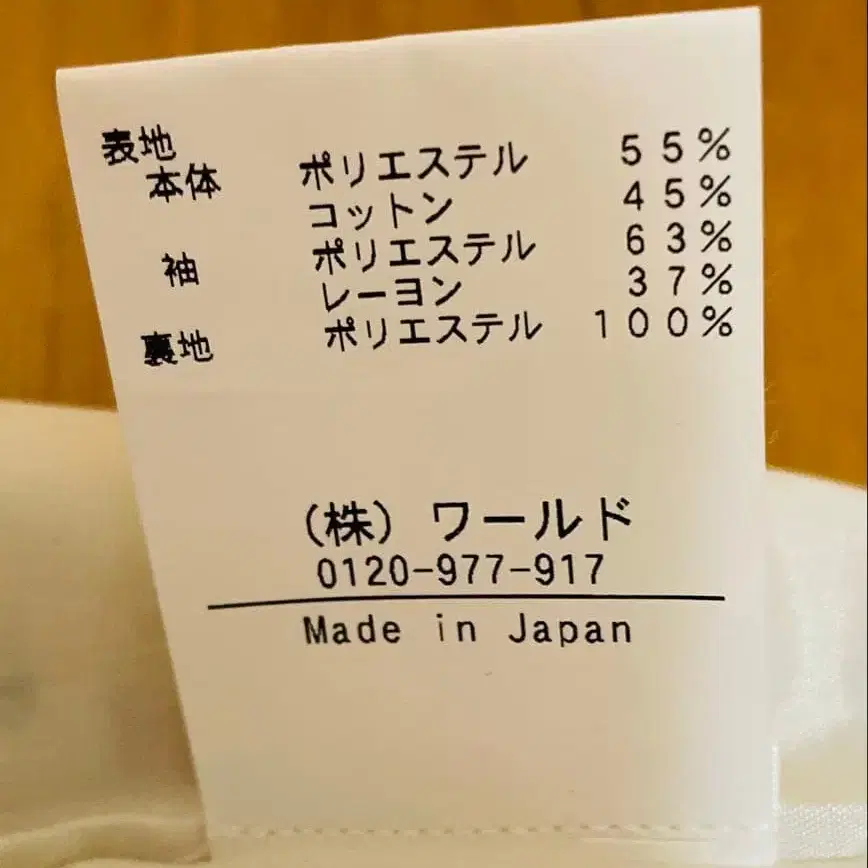 表地
本体 ポリエステル 55%
コットン 45%
袖 ポリエステル 63%
レーヨン 37%
裏地 ポリエステル 100%
(株) ワールド
0120-977-917
Made in Japan